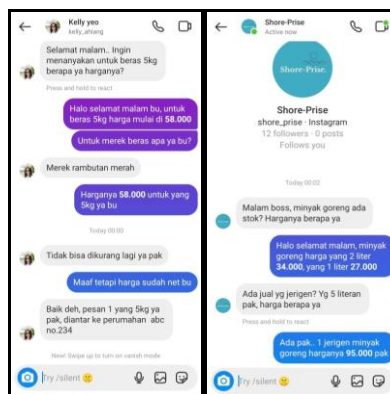 Kelly yeo
kelly_ahiang
Selamat malam.. Ingin
menanyakan untuk beras 5kg
berapa ya harganya?
Press and hold to react
Halo selamat malam bu, untuk
beras 5kg harga mulai di 58.000
Untuk merek beras apa ya bu?
Merek rambutan merah
Harganya 58.000 untuk yang
5kg ya bu
Today 00:00
Tidak bisa dikurang lagi ya pak
Maaf tetapi harga sudah net bu
Baik deh, pesan 1 yang 5kg ya
pak, diantar ke perumahan abc
no.234
New! Swipe up to turn on vanish mode
Try /silent
Shore-Prise
Active now
Shore-Prise
Shore-Prise
shore_prise · Instagram
12 followers · 0 posts
Follows you
Today 00:03
Malam boss, minyak goreng ada
stok? Harganya berapa ya
Halo selamat malam, minyak
goreng harga yang 2 liter
34.000, yang 1 liter 27.000
Ada jual yg jerigen? Yg 5 literan
pak, harga berapa ya
Press and hold to react
Ada pak.. 1 jerigen minyak
goreng harganya 95.000 pak
Try /silent